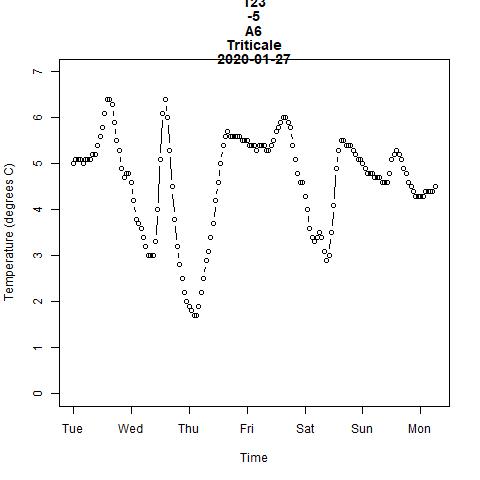 123
-5
A6
Triticale
2020-01-27
7
6
5
4
3
2
1
0
Temperature (degrees C)
Tue Wed Thu Fri Sat Sun Mon
Time